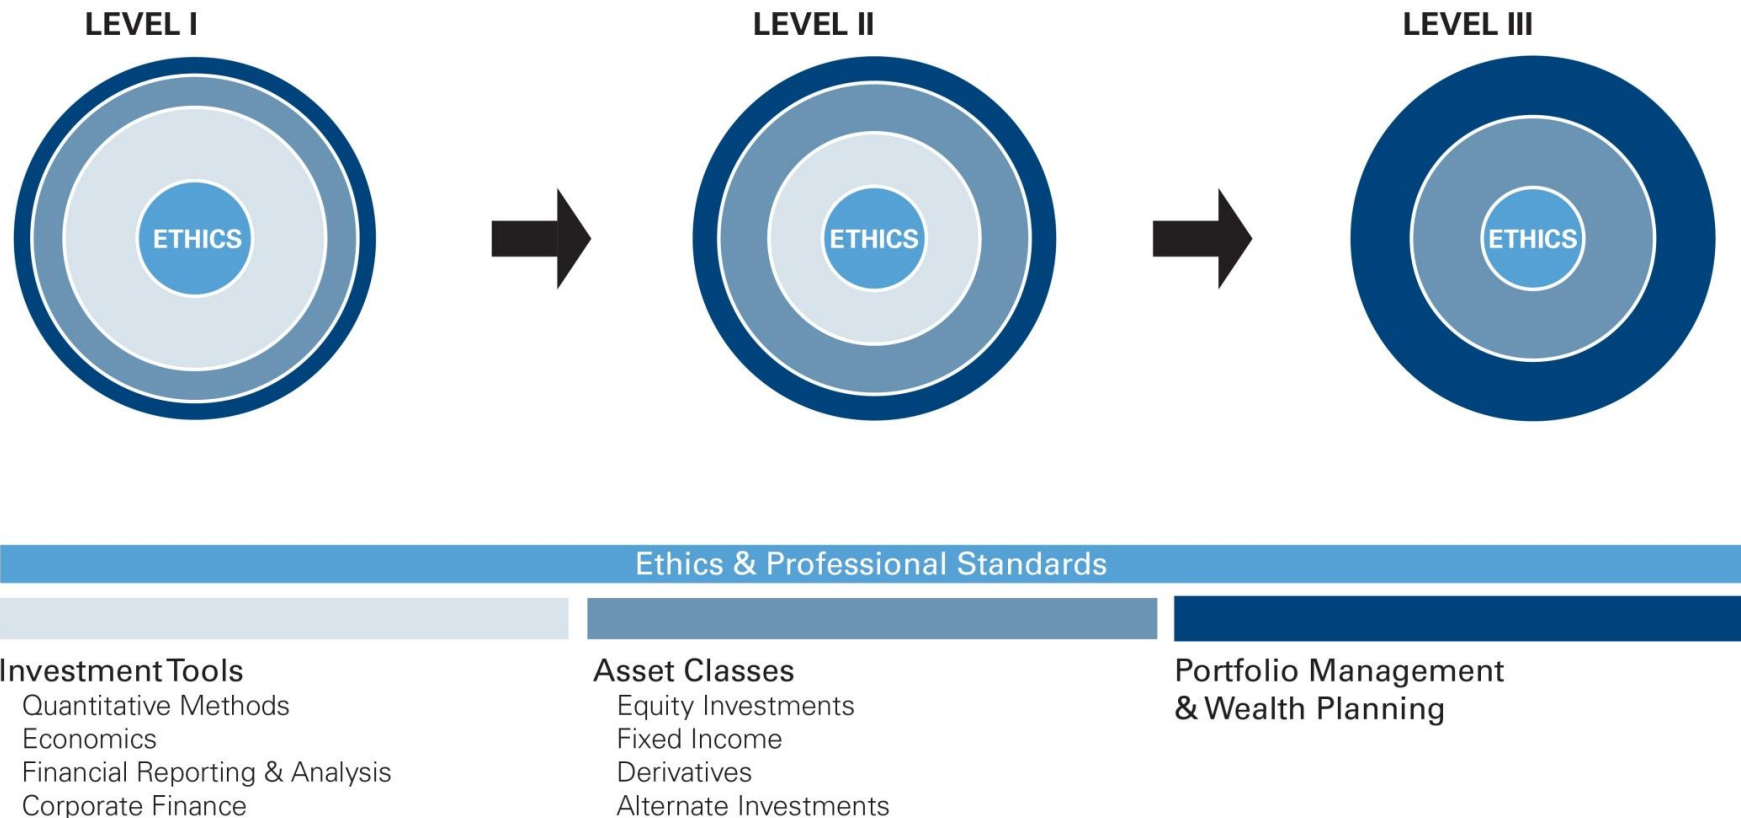 LEVEL I
LEVEL II
LEVEL III
ETHICS
ETHICS
ETHICS
Ethics & Professional Standards
Investment Tools
Quantitative Methods
Economics
Financial Reporting & Analysis
Corporate Finance
Asset Classes
Equity Investments
Fixed Income
Derivatives
Alternate Investments
Portfolio Management
& Wealth Planning